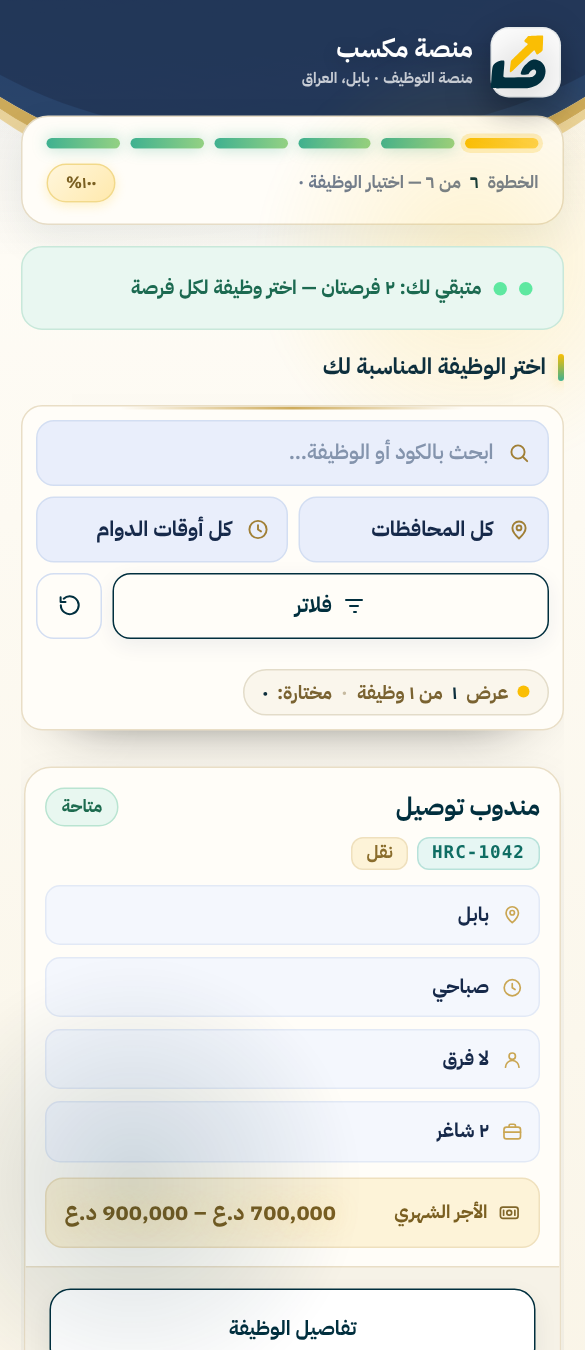 منصة مكسب
منصة التوظيف · بابل، العراق
الخطوة ٦ من ٦ — اختيار الوظيفة ·
١٠٠%
متبقي لك: ٢ فرصتان — اختر وظيفة لكل فرصة
اختر الوظيفة المناسبة لك
ابحث بالكود أو الوظيفة...
كل المحافظات
كل أوقات الدوام
فلاتر
عرض ١ من ١ وظيفة · مختارة: ٠
مندوب توصيل
متاحة
HRC-1042
نقل
بابل
صباحي
لا فرق
٢ شاغر
الأجر الشهري
700,000 د.ع – 900,000 د.ع
تفاصيل الوظيفة